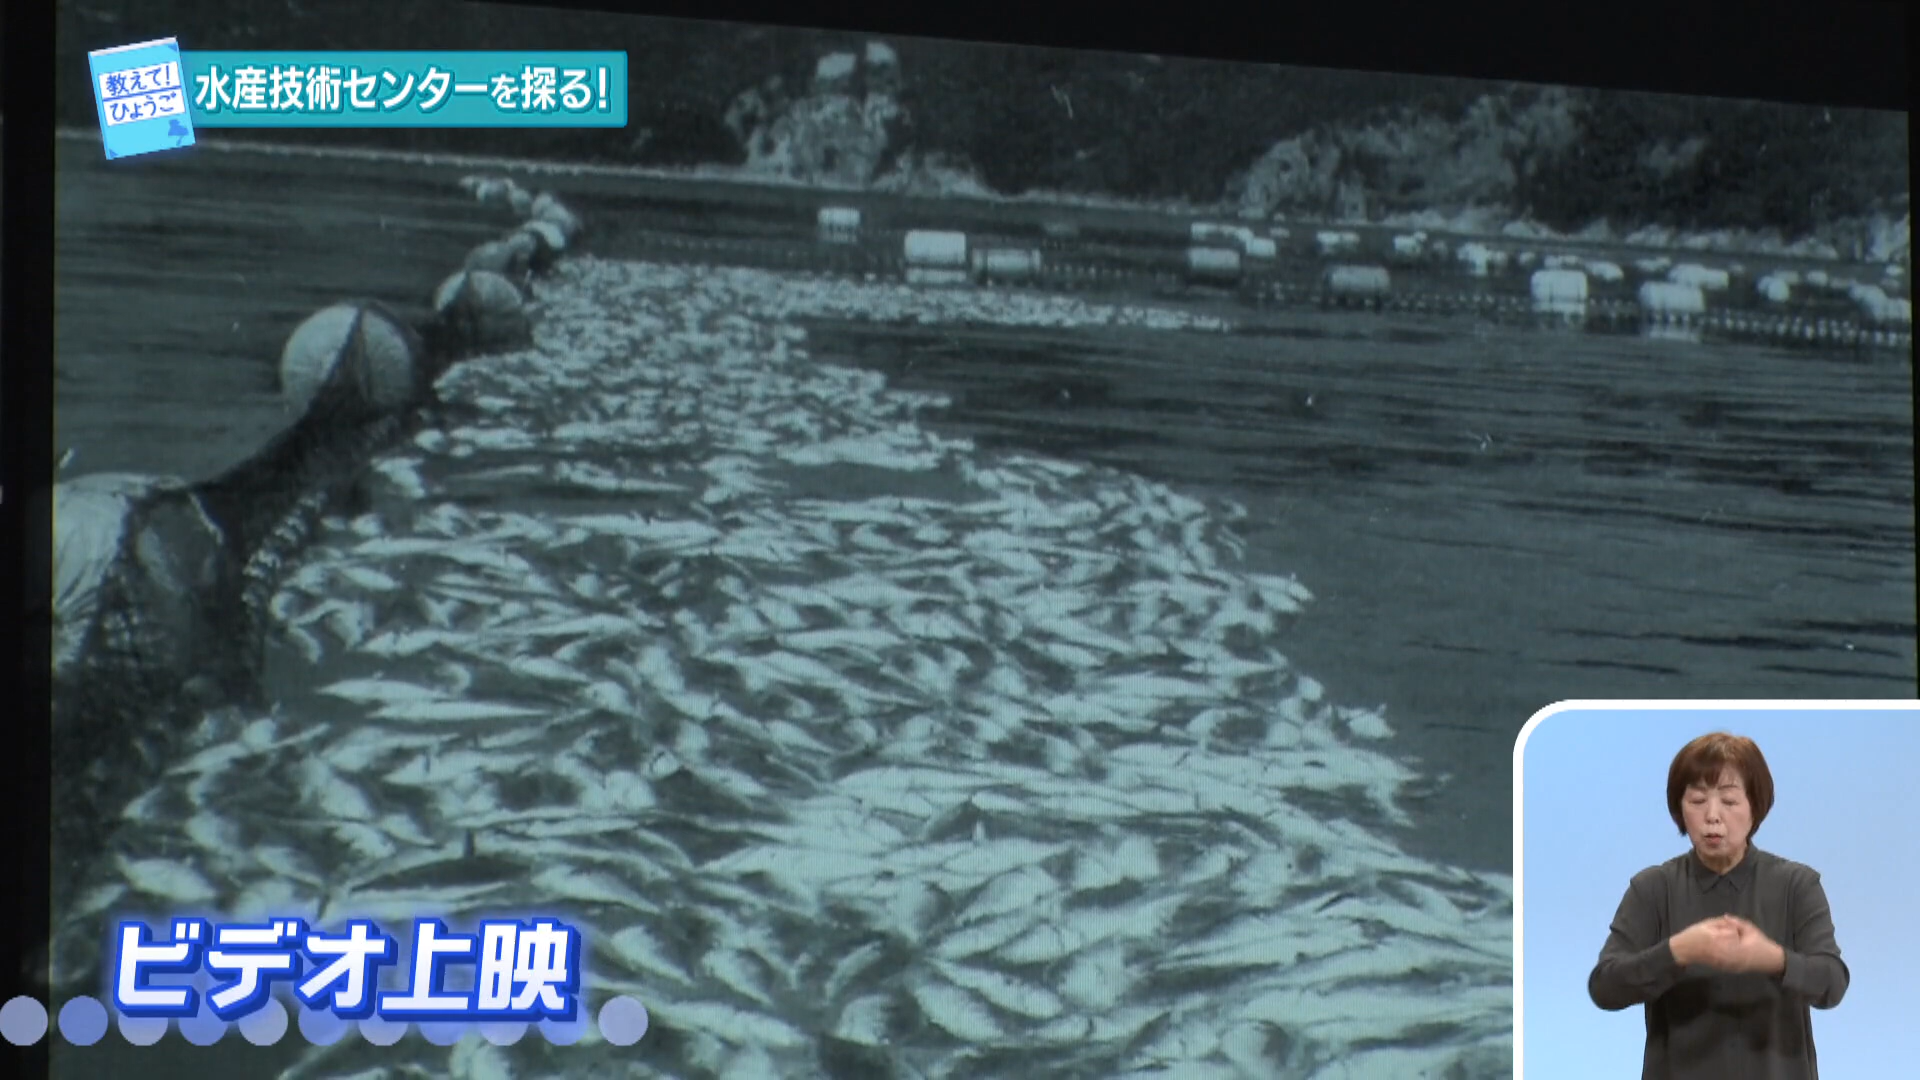 教えて!
ひょうご
水産技術センターを探る!
ビデオ上映